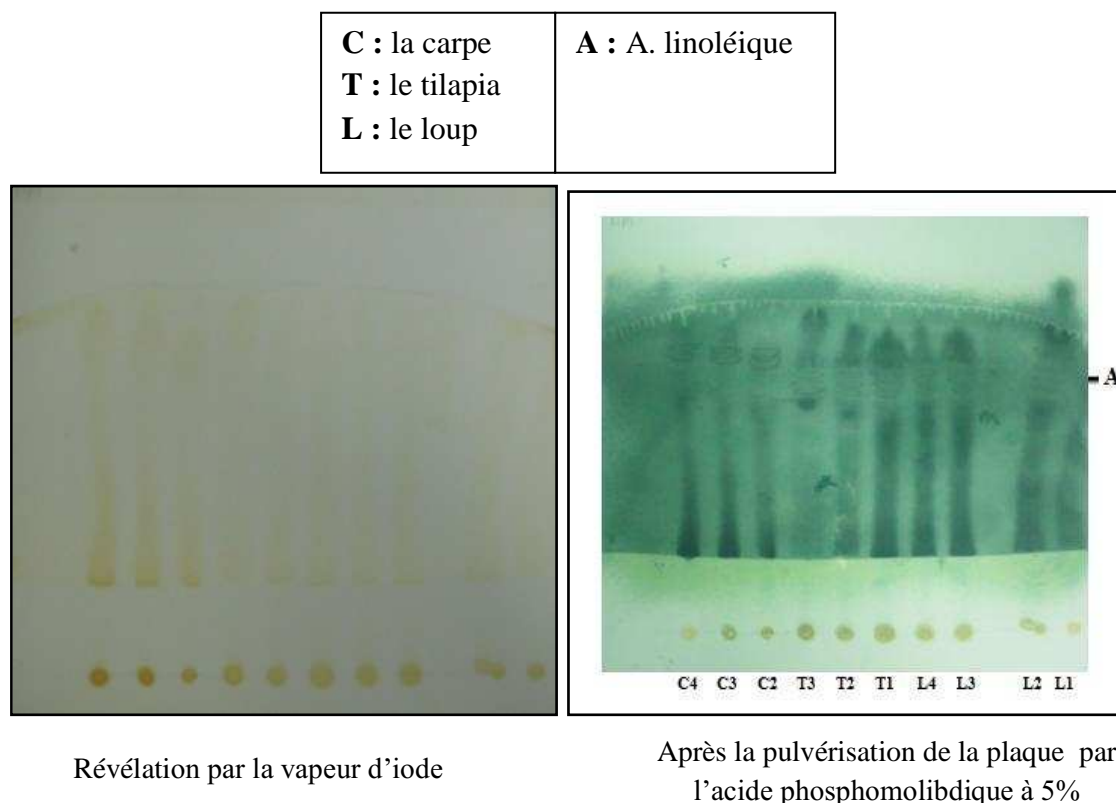 C : la carpe
T : le tilapia
L : le loup
A : A. linoléique
A
C4 C3 C2 T3 T2 T1 L4 L3 L2 L1
Révélation par la vapeur d’iode
Après la pulvérisation de la plaque par
l’acide phosphomolibdique à 5%